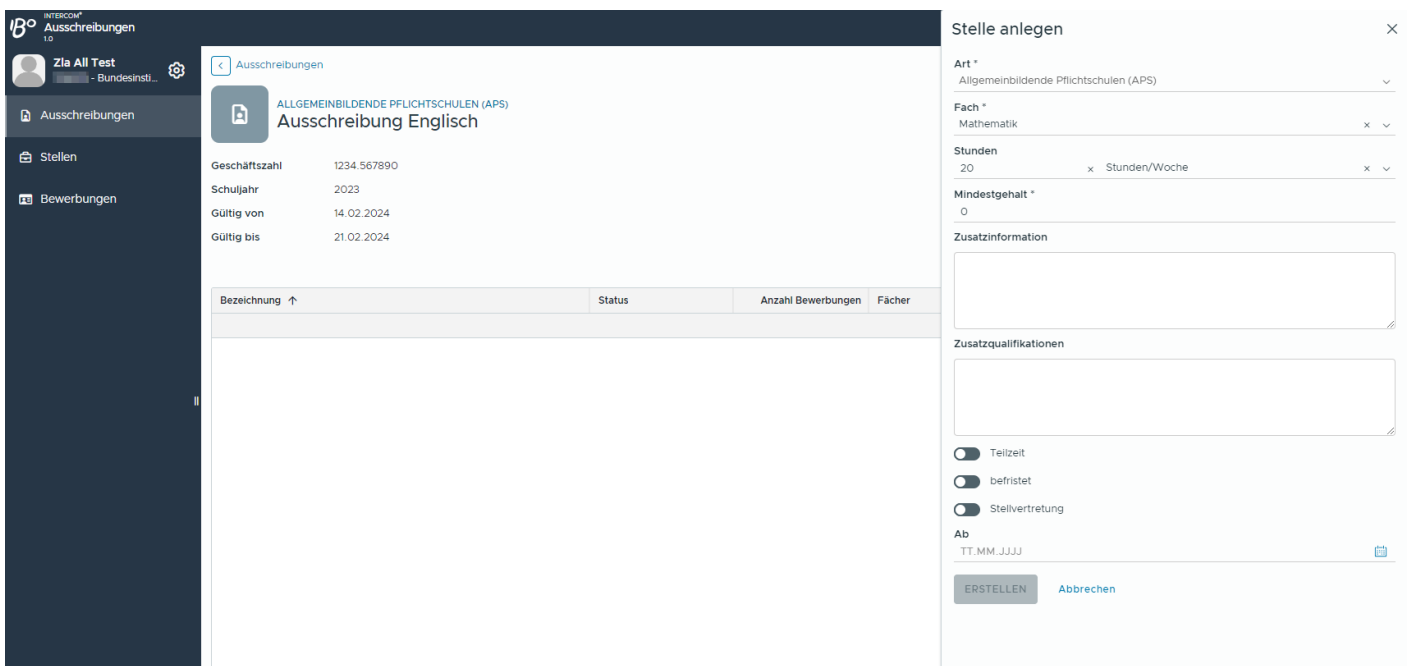 INTERCOM®
Ausschreibungen
1.0
Zla All Test
- Bundesinsti...
Ausschreibungen
Stellen
Bewerbungen
Ausschreibungen
ALLGEMEINBILDENDE PFLICHTSCHULEN (APS)
Ausschreibung Englisch
Geschäftszahl 1234.567890
Schuljahr 2023
Gültig von 14.02.2024
Gültig bis 21.02.2024
Bezeichnung Status Anzahl Bewerbungen Fächer
Stelle anlegen
Art *
Allgemeinbildende Pflichtschulen (APS)
Fach *
Mathematik
Stunden
20 Stunden/Woche
Mindestgehalt *
0
Zusatzinformation
Zusatzqualifikationen
Teilzeit
befristet
Stellvertretung
Ab
TT.MM.JJJJ
ERSTELLEN Abbrechen